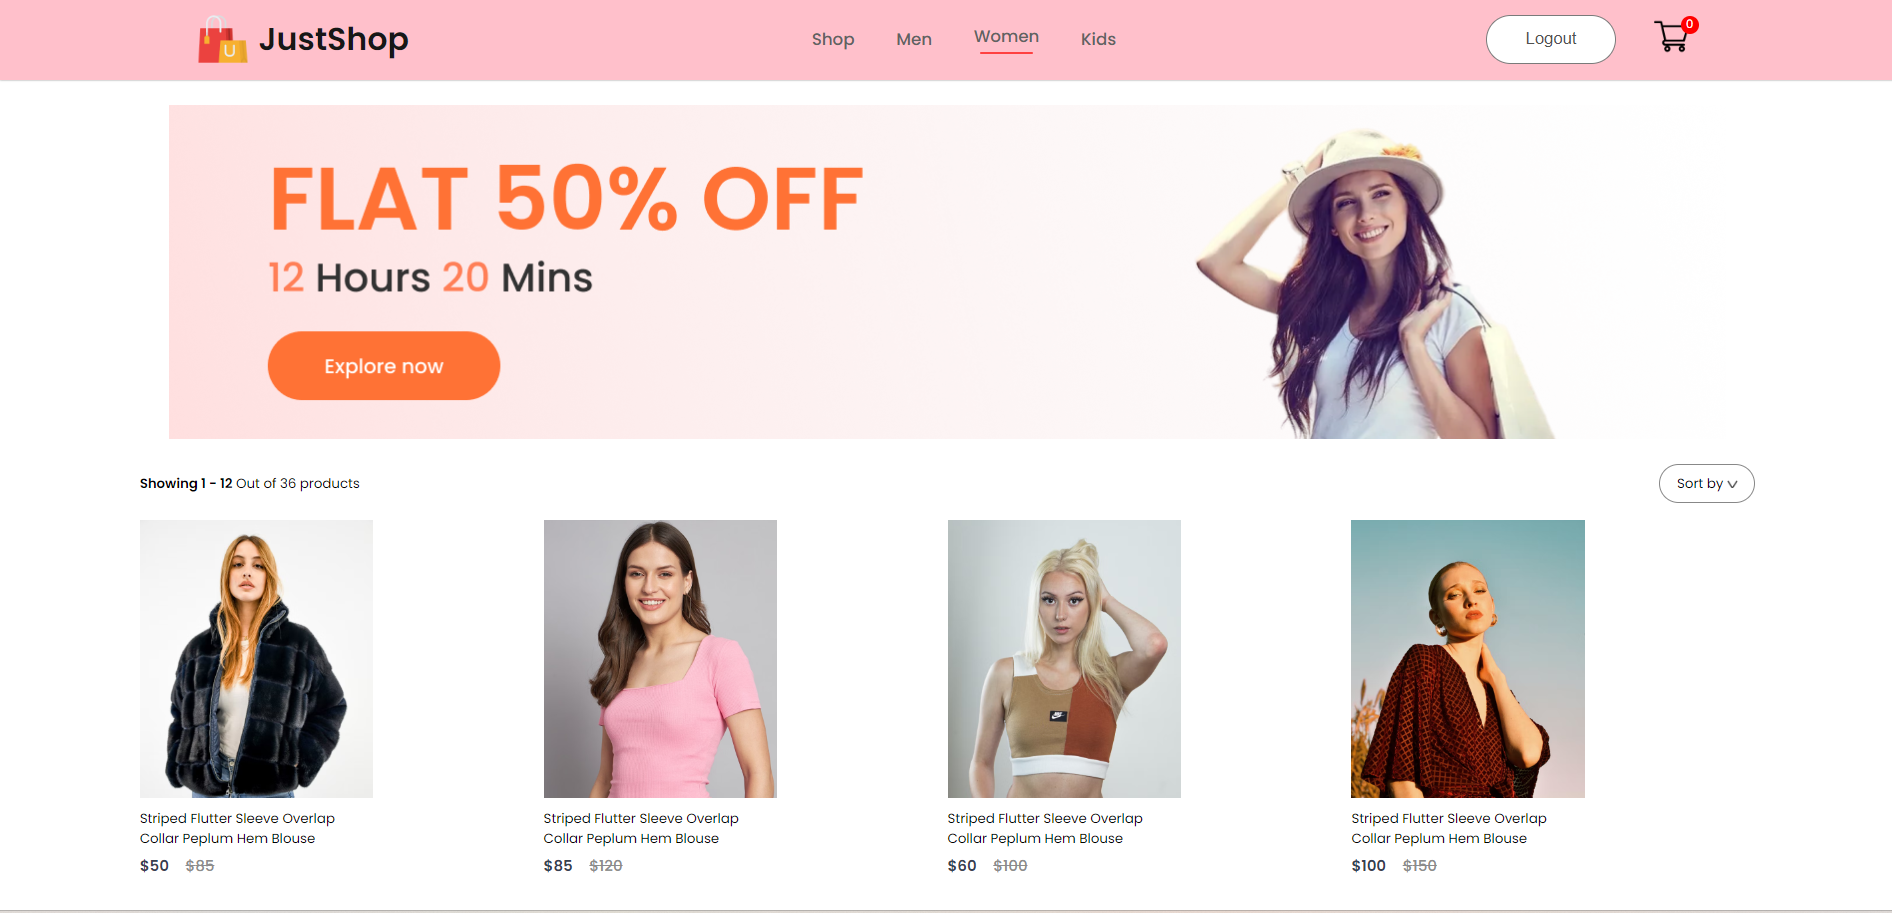 JustShop
Shop
Men
Women
Kids
Logout
0
U
FLAT 50% OFF
12 Hours 20 Mins
Explore now
Showing 1 - 12 Out of 36 products
Sort by
Striped Flutter Sleeve Overlap
Collar Peplum Hem Blouse
$50 $85
Striped Flutter Sleeve Overlap
Collar Peplum Hem Blouse
$85 $120
Striped Flutter Sleeve Overlap
Collar Peplum Hem Blouse
$60 $100
Striped Flutter Sleeve Overlap
Collar Peplum Hem Blouse
$100 $150